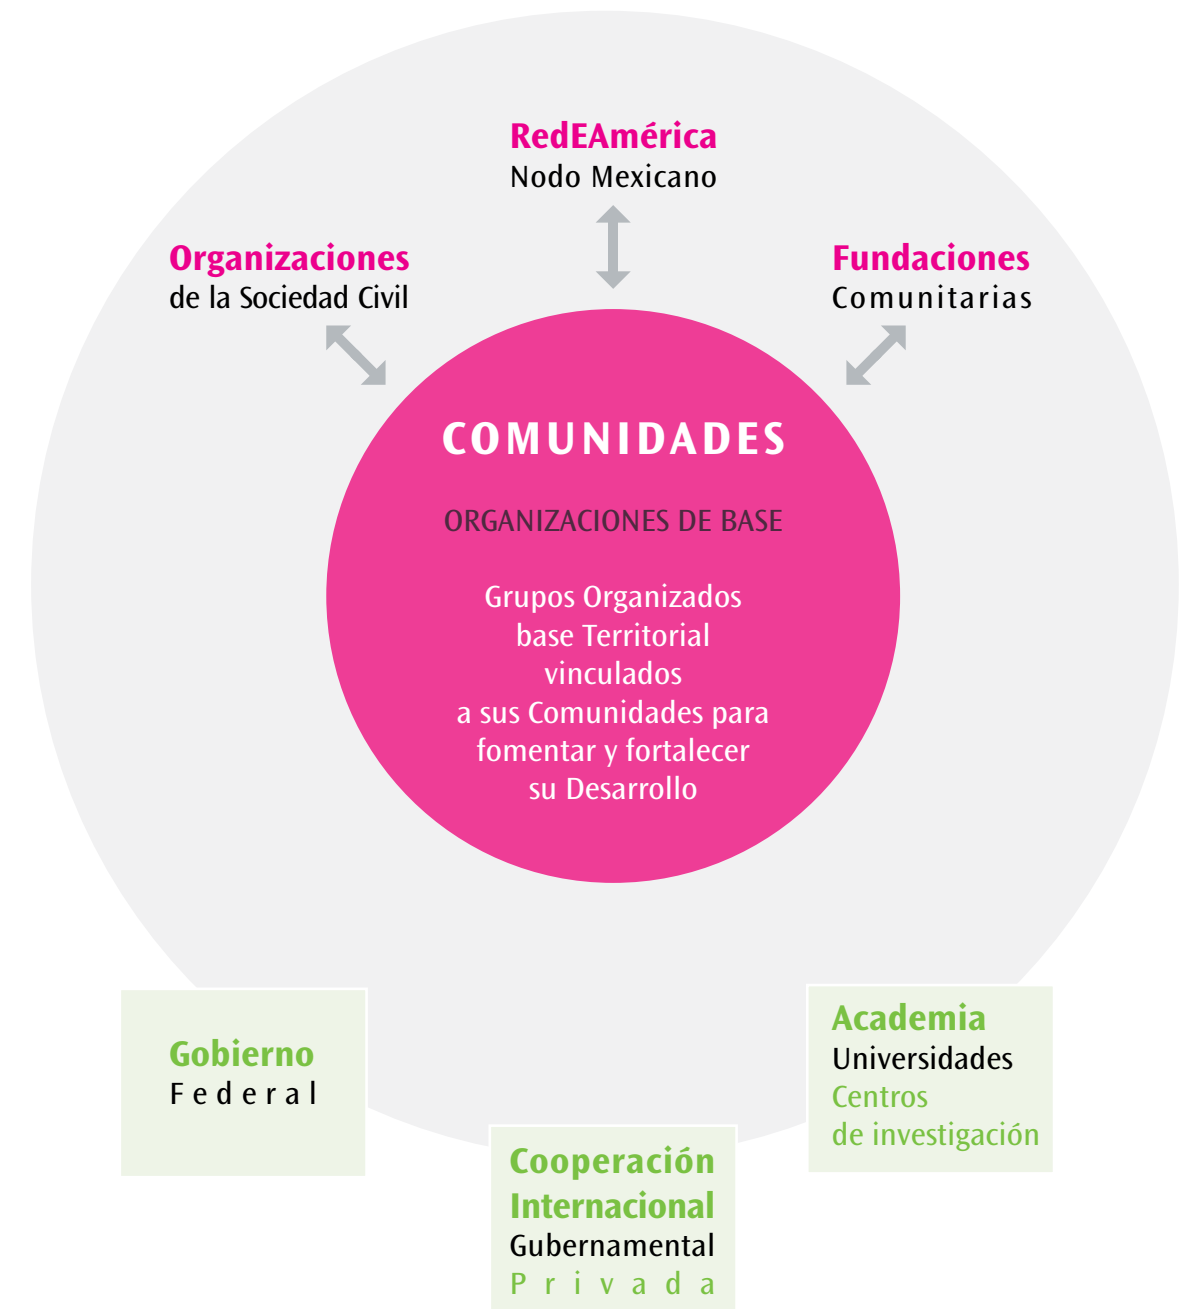 RedEAmérica
Nodo Mexicano
Organizaciones
de la Sociedad Civil
Fundaciones
Comunitarias
COMUNIDADES
ORGANIZACIONES DE BASE
Grupos Organizados
base Territorial
vinculados
a sus Comunidades para
fomentar y fortalecer
su Desarrollo
Gobierno
Federal
Cooperación
Internacional
Gubernamental
Privada
Academia
Universidades
Centros
de investigación